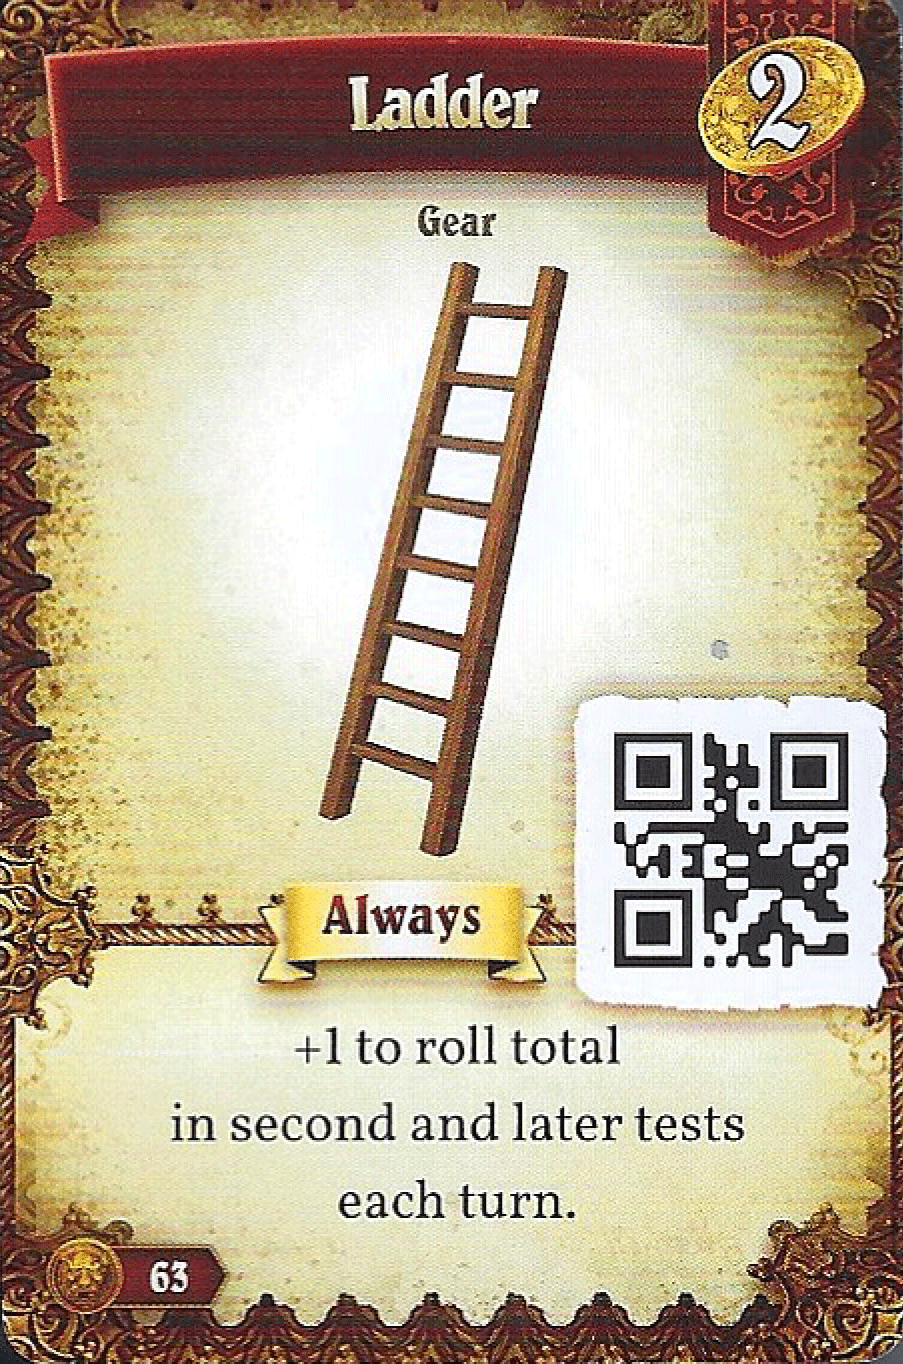 Ladder
2
Gear
Always
+1 to roll total
in second and later tests
each turn.
63